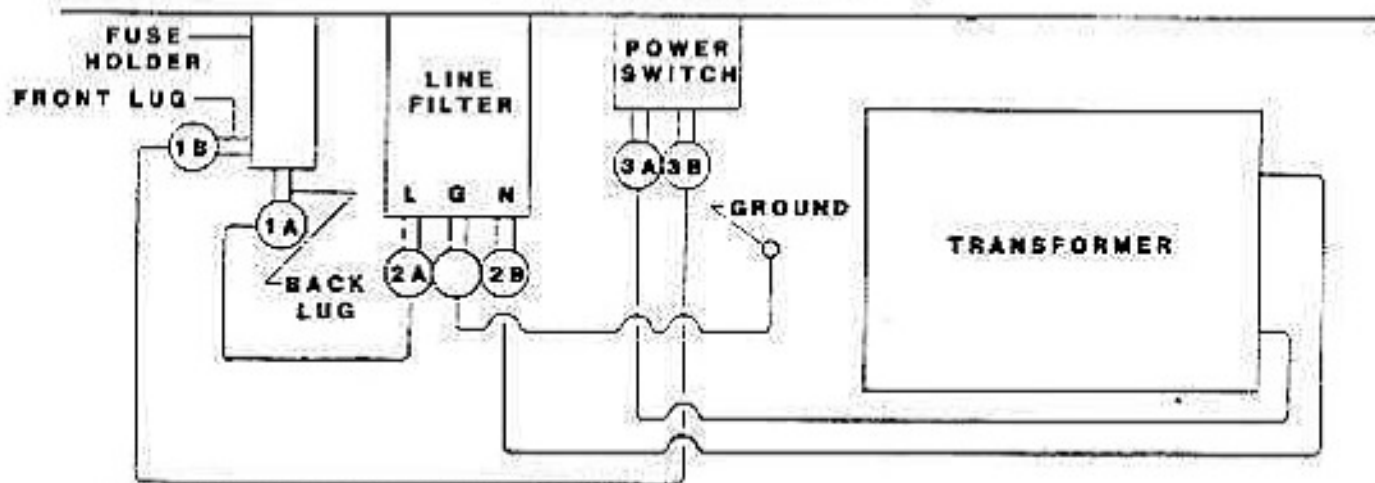 FUSE
HOLDER
FRONT LUG
1B
1A
BACK
LUG
LINE
FILTER
L G N
2A
2B
POWER
SWITCH
3A
3B
GROUND
TRANSFORMER